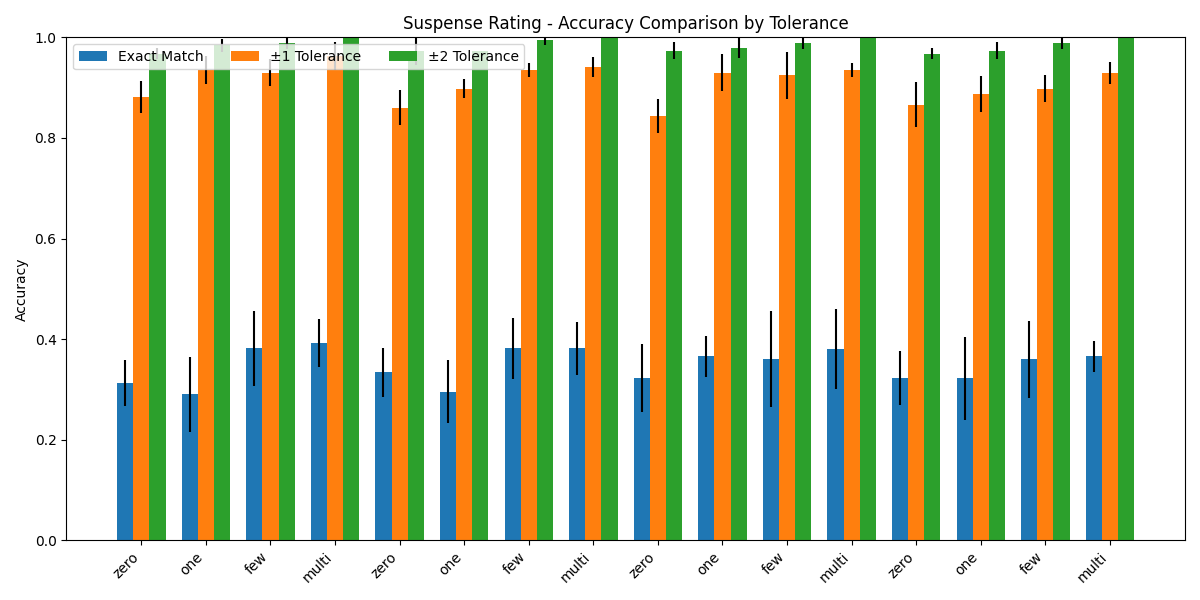 Suspense Rating - Accuracy Comparison by Tolerance
Exact Match ±1 Tolerance ±2 Tolerance
Accuracy
1.0
0.8
0.6
0.4
0.2
0.0
zero one few multi zero one few multi zero one few multi zero one few multi